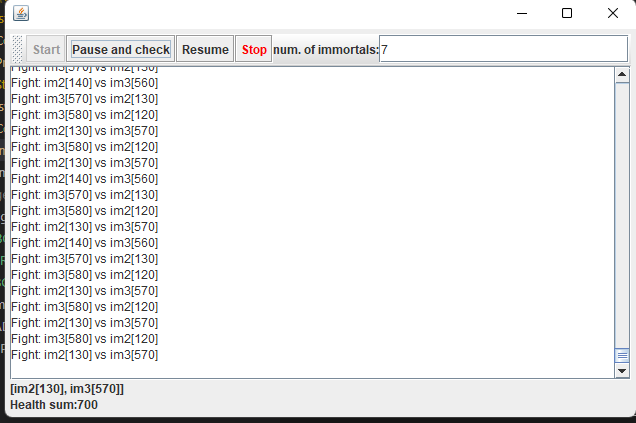 Start Pause and check Resume Stop num. of immortals: 7
Fight: im3[570] vs im2[130]
Fight: im2[140] vs im3[560]
Fight: im3[570] vs im2[130]
Fight: im3[580] vs im2[120]
Fight: im2[130] vs im3[570]
Fight: im3[580] vs im2[120]
Fight: im2[130] vs im3[570]
Fight: im2[140] vs im3[560]
Fight: im3[570] vs im2[130]
Fight: im3[580] vs im2[120]
Fight: im2[130] vs im3[570]
Fight: im2[140] vs im3[560]
Fight: im3[570] vs im2[130]
Fight: im3[580] vs im2[120]
Fight: im2[130] vs im3[570]
Fight: im3[580] vs im2[120]
Fight: im2[130] vs im3[570]
Fight: im3[580] vs im2[120]
Fight: im2[130] vs im3[570]
[im2[130], im3[570]]
Health sum:700